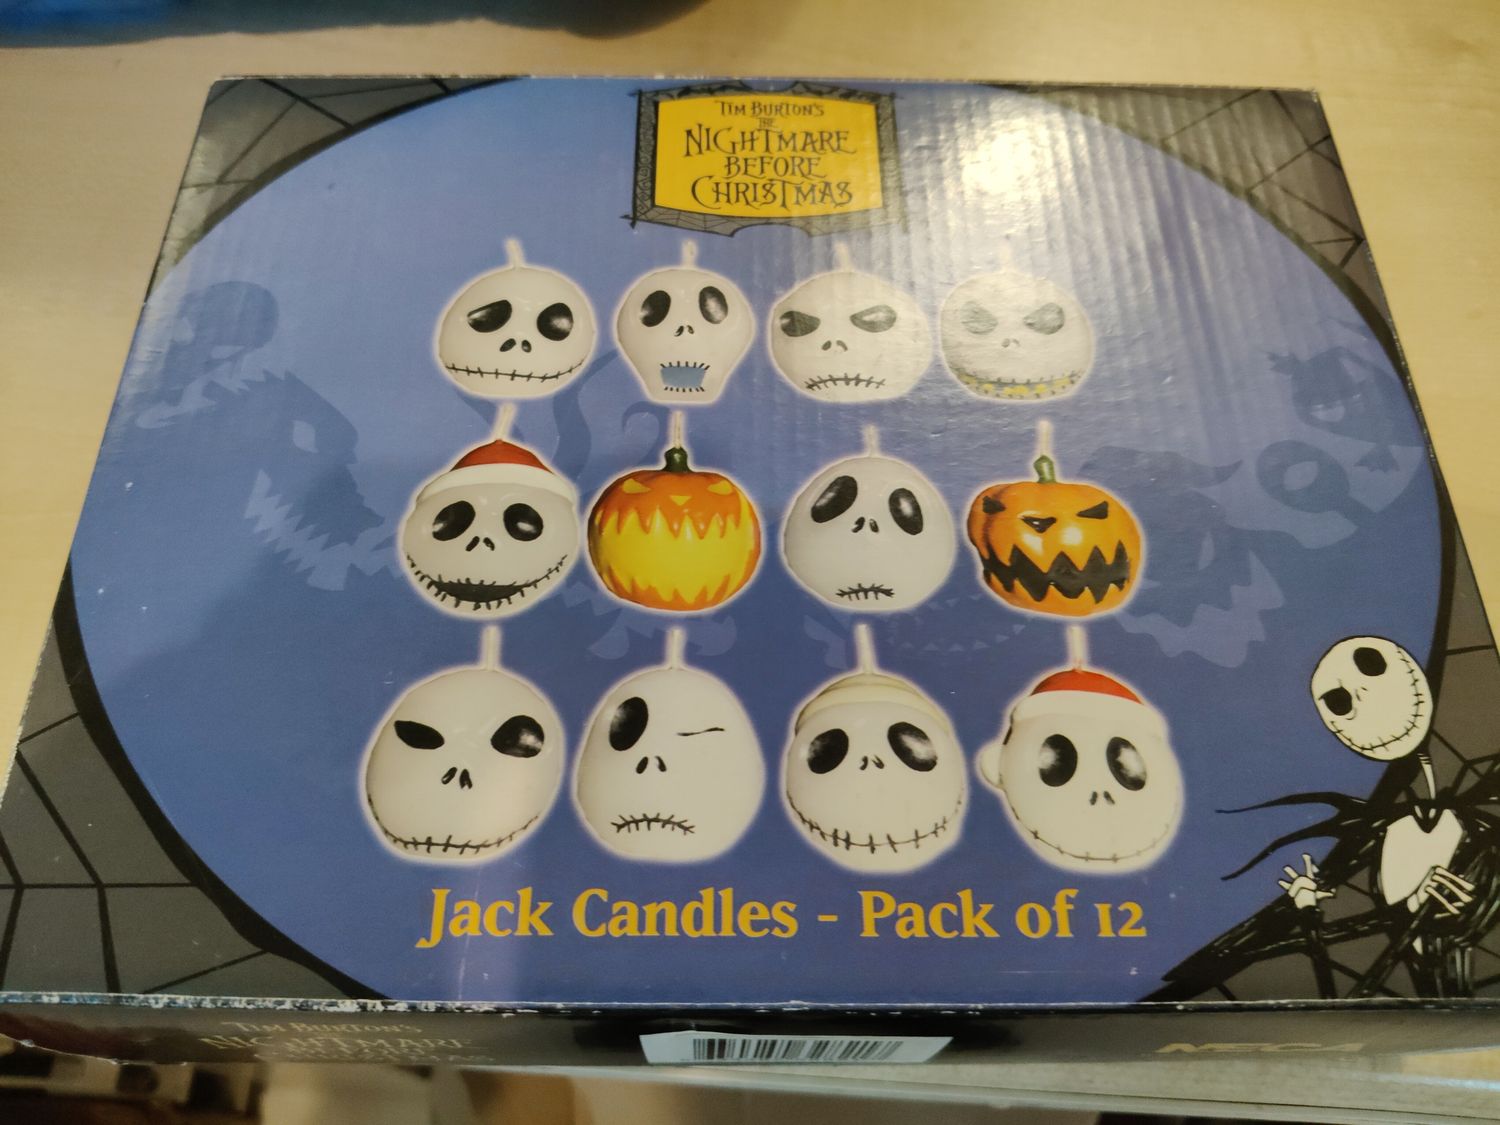 TIM BURTON'S
THE
NIGHTMARE
BEFORE
CHRISTMAS
Jack Candles - Pack of 12
TIM BURTON'S
NIGHTMARE
NECA